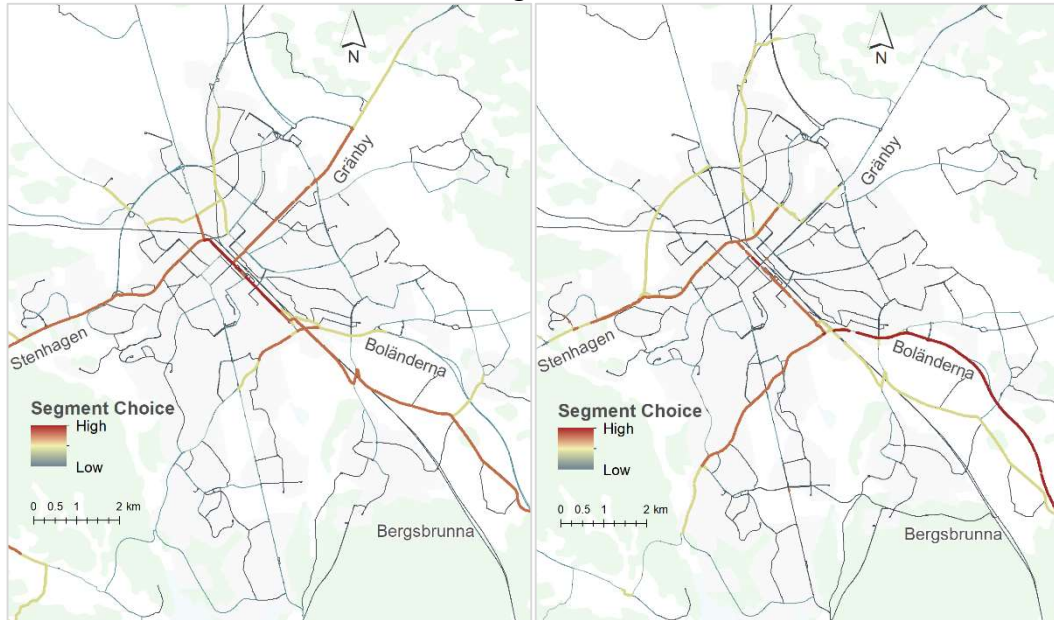 N
Gränby
Stenhagen
Boländerna
Segment Choice
High
Low
0 0.5 1 2 km
Bergsbrunna
N
Gränby
Stenhagen
Boländerna
Segment Choice
High
Low
0 0.5 1 2 km
Bergsbrunna